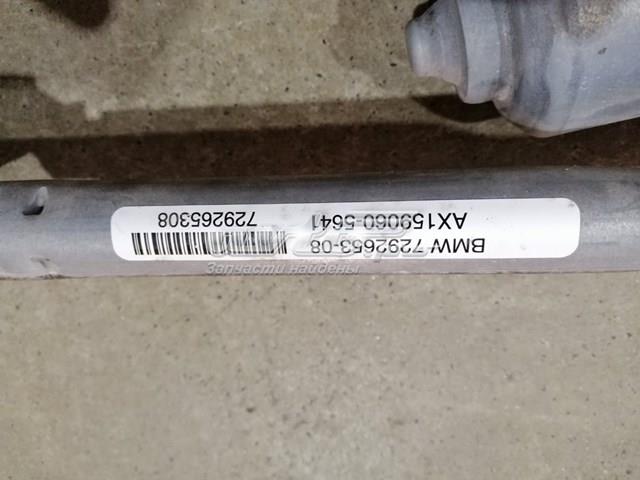 BMW 7292653-08
AX159060-5641
729265308
Запчасти найдены